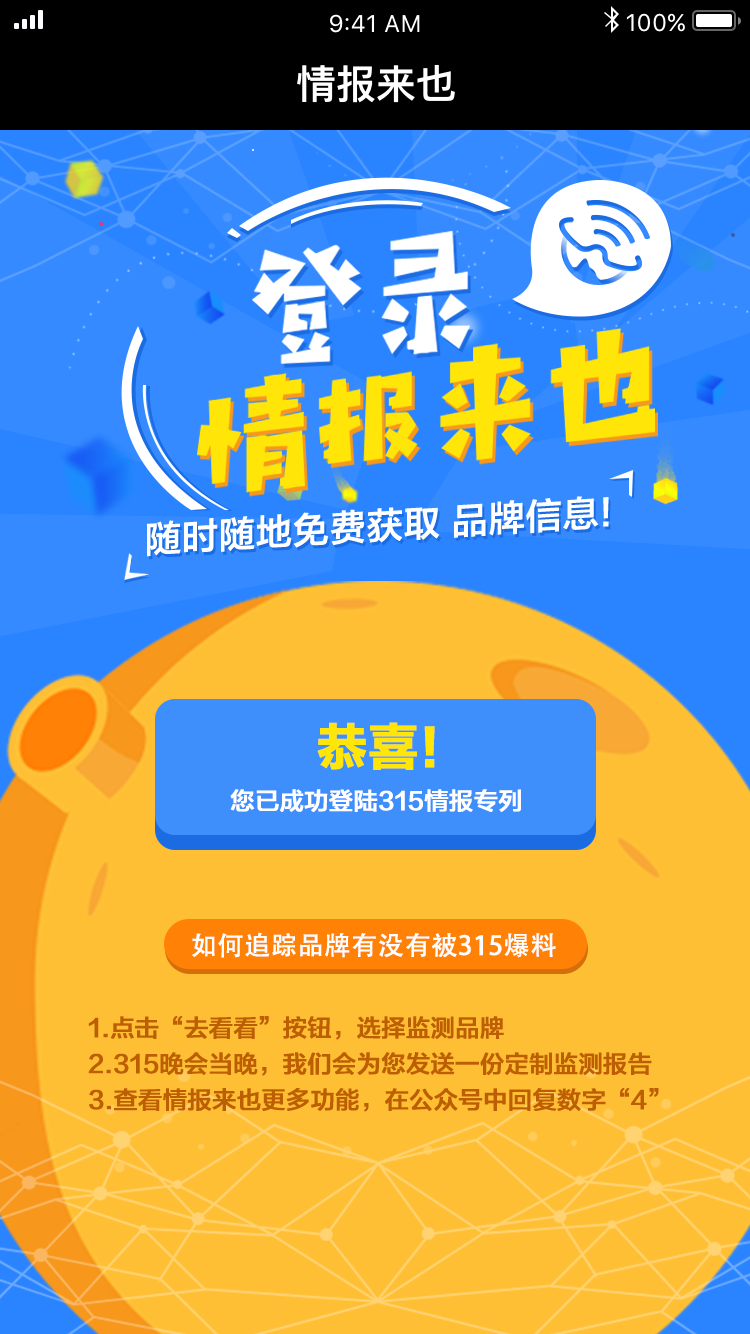 9:41 AM
100%
情报来也
登录
情报来也
随时随地免费获取 品牌信息!
恭喜!
您已成功登陆315情报专列
如何追踪品牌有没有被315爆料
1.点击“去看看”按钮，选择监测品牌
2.315晚会当晚，我们会为您发送一份定制监测报告
3.查看情报来也更多功能，在公众号中回复数字“4”